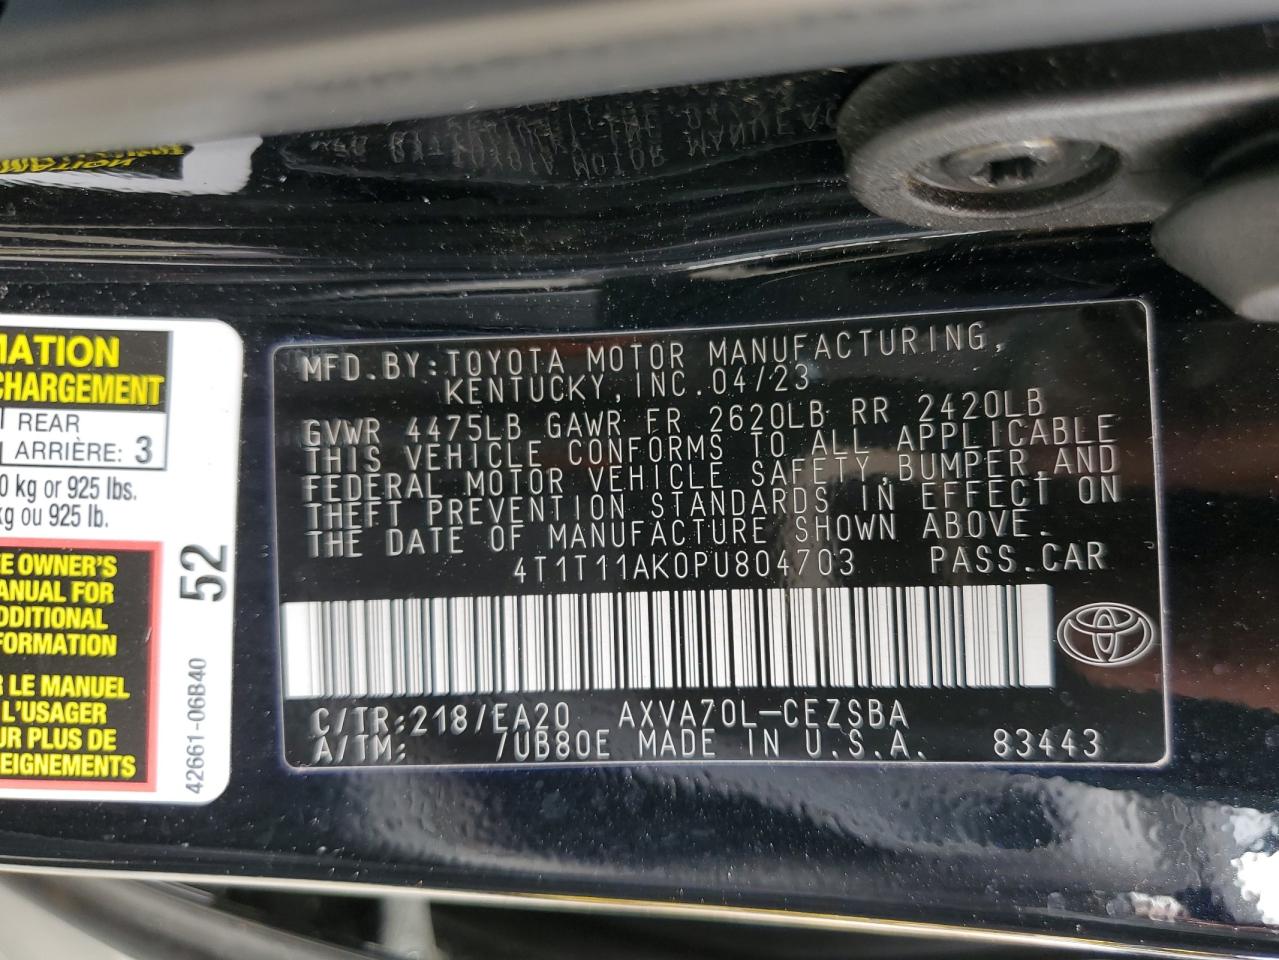 MATION
CHARGEMENT
REAR
ARRIÈRE: 3
0 kg or 925 lbs.
kg ou 925 lb.
E OWNER'S
ANUAL FOR
DDITIONAL
FORMATION
R LE MANUEL
L'USAGER
UR PLUS DE
EIGNEMENTS
52
42661-06B40
MFD.BY:TOYOTA MOTOR MANUFACTURING,
KENTUCKY,INC.04/23
GVWR 4475LB GAWR FR 2620LB RR 2420LB
THIS VEHICLE CONFORMS TO ALL APPLICABLE
FEDERAL MOTOR VEHICLE SAFETY,BUMPER,AND
THEFT PREVENTION STANDARDS IN EFFECT ON
THE DATE OF MANUFACTURE SHOWN ABOVE.
4T1T11AK0PU804703 PASS.CAR
C/TR:218/EA20 AXVA70L-CEZSBA
A/TM: /UB80E MADE IN U.S.A. 83443